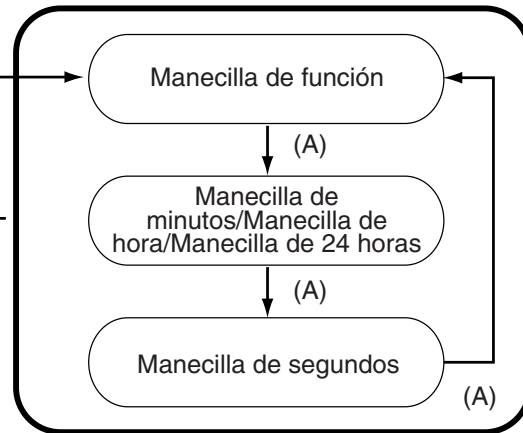 Manecilla de función
(A)
Manecilla de
minutos/Manecilla de
hora/Manecilla de 24 horas
(A)
Manecilla de segundos
(A)